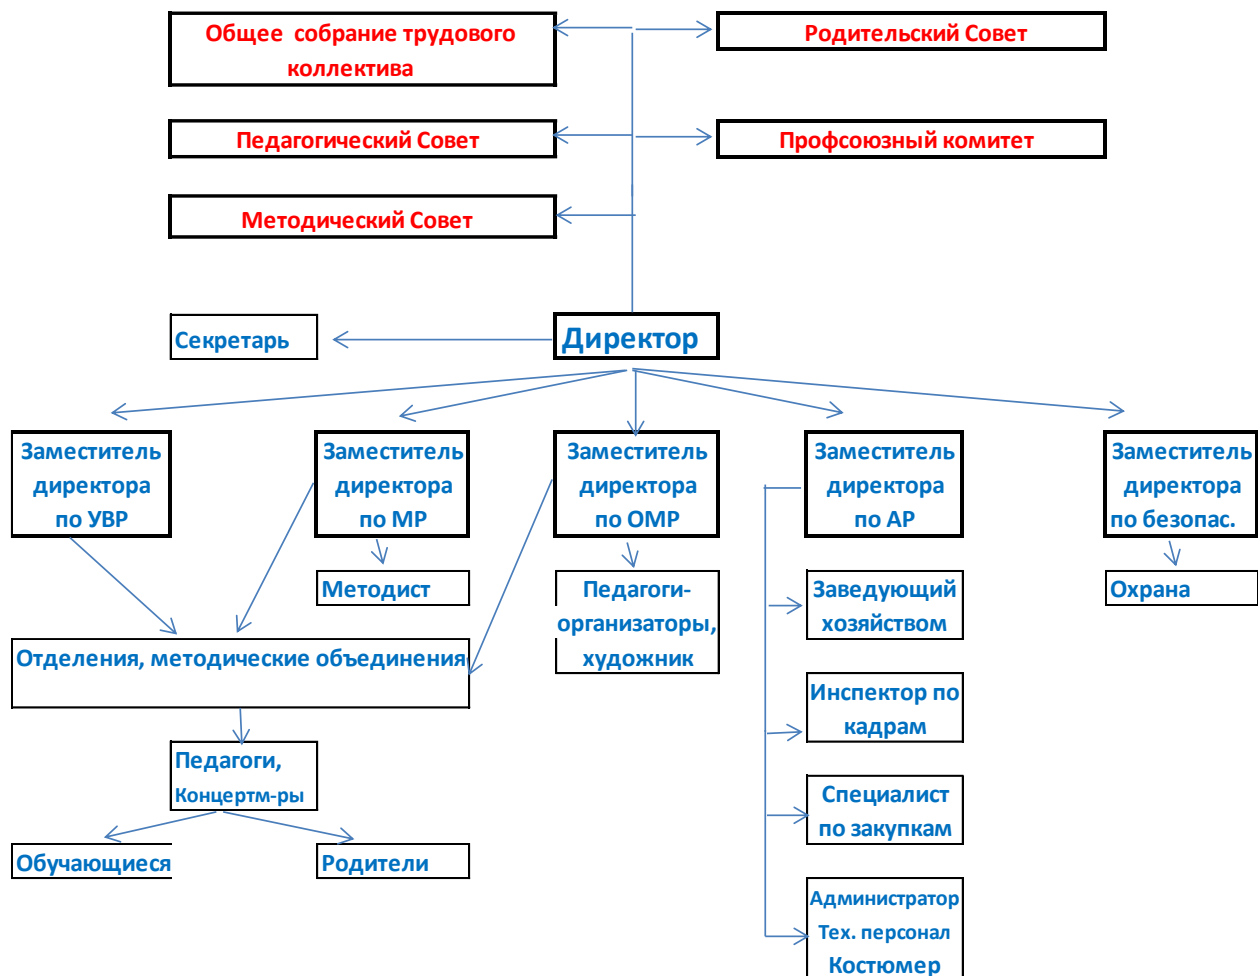 Общее собрание трудового
коллектива
Родительский Совет
Педагогический Совет
Профсоюзный комитет
Методический Совет
Секретарь
Директор
Заместитель
директора
по УВР
Заместитель
директора
по МР
Заместитель
директора
по ОМР
Заместитель
директора
по АР
Заместитель
директора
по безопас.
Методист
Педагоги-
организаторы,
художник
Заведующий
хозяйством
Охрана
Отделения, методические объединения
Инспектор по
кадрам
Педагоги,
Концертм-ры
Специалист
по закупкам
Обучающиеся
Родители
Администратор
Тех. персонал
Костюмер